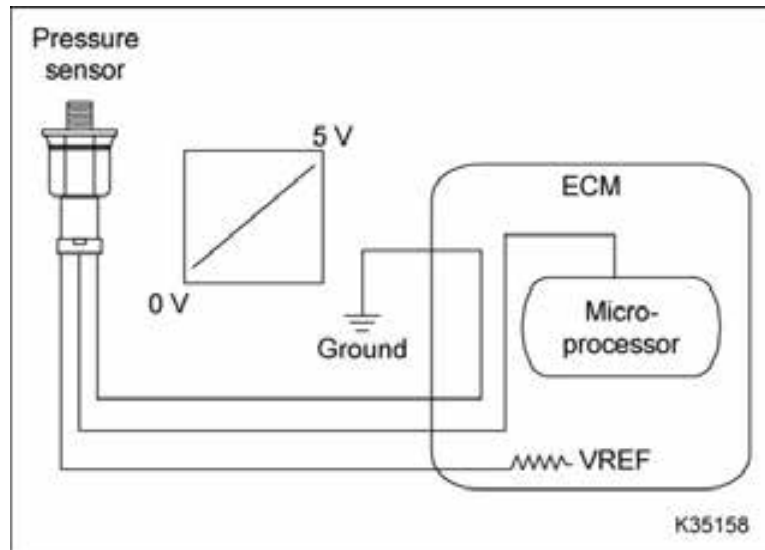 Pressure
sensor
5 V
0 V
Ground
ECM
Micro-
processor
VREF
K35158